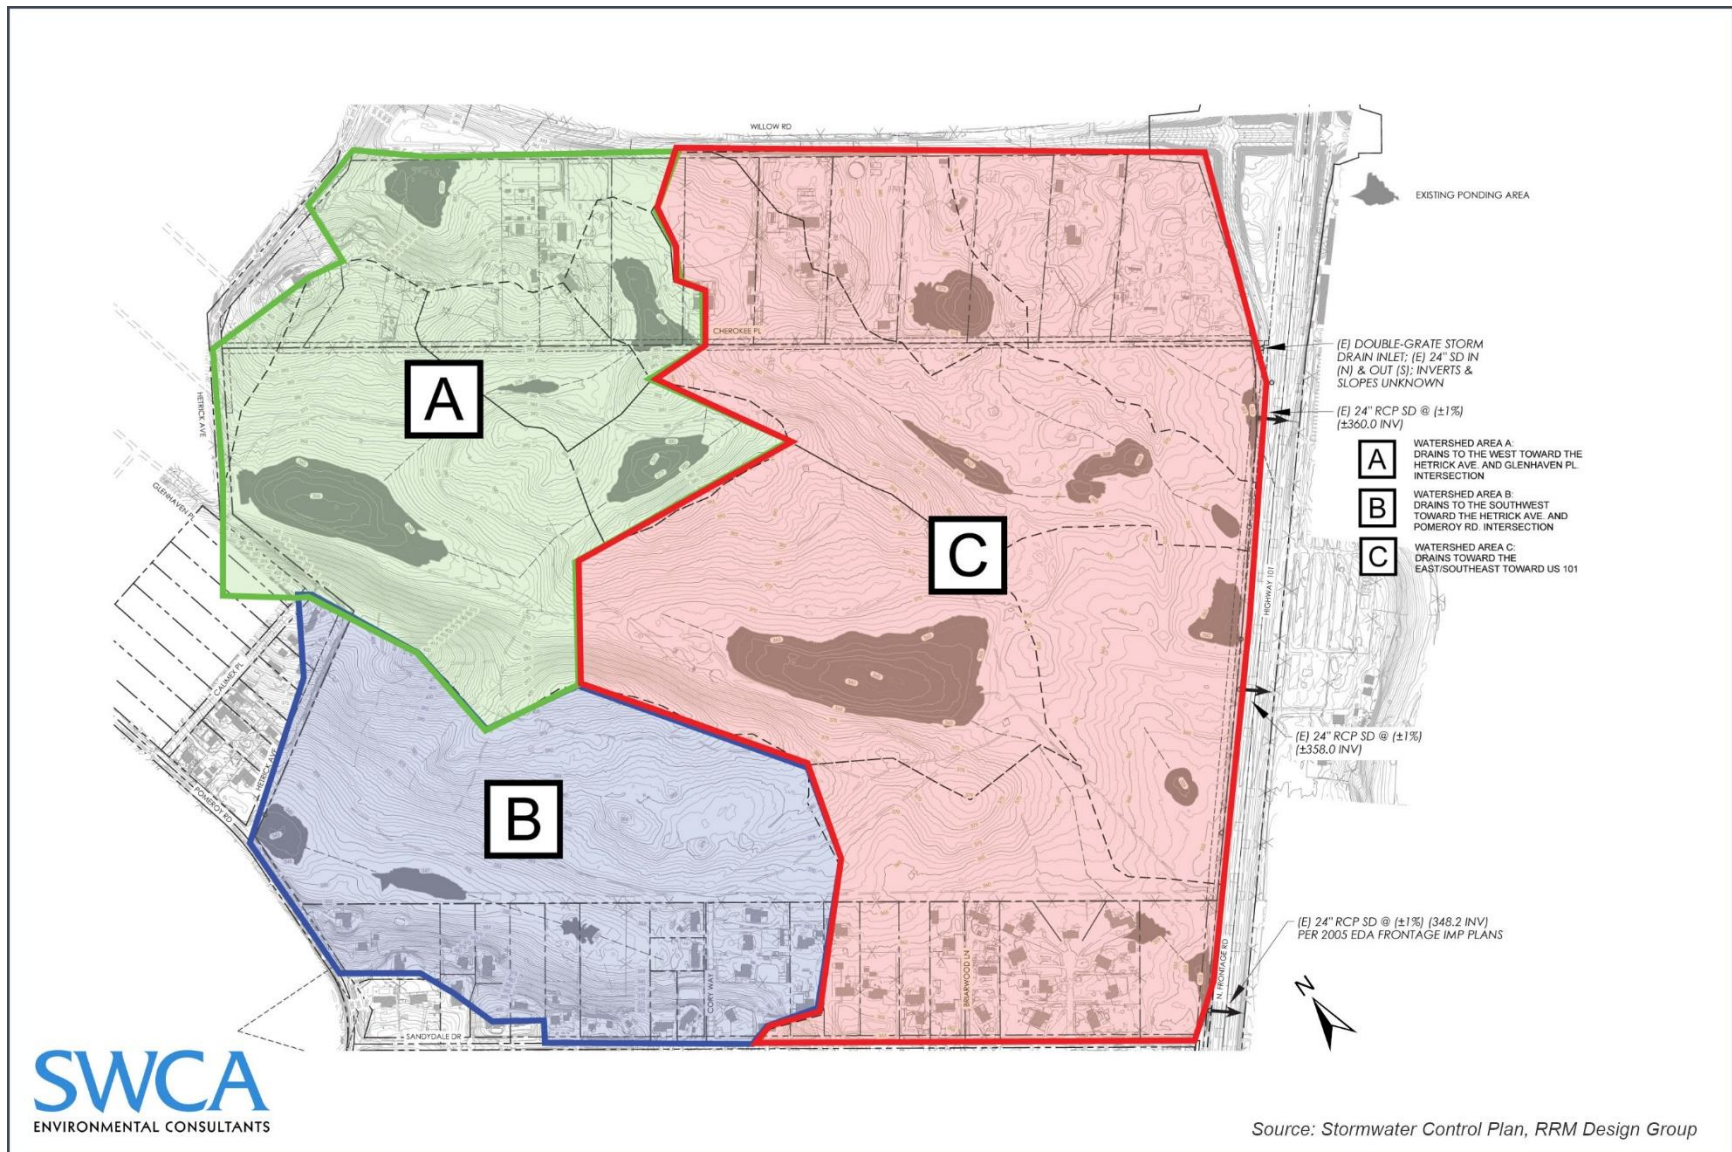 WILLOW RD
EXISTING PONDING AREA
CHEROKEE PL
(E) DOUBLE-GRATE STORM
DRAIN INLET; (E) 24" SD IN
(N) & OUT (S); INVERTS &
SLOPES UNKNOWN
HETRICK AVE
A
(E) 24" RCP SD @ (±1%)
(±360.0 INV)
A
WATERSHED AREA A:
DRAINS TO THE WEST TOWARD THE
HETRICK AVE. AND GLENHAVEN PL.
INTERSECTION
GLENHAVEN PL
B
WATERSHED AREA B:
DRAINS TO THE SOUTHWEST
TOWARD THE HETRICK AVE. AND
POMEROY RD. INTERSECTION
C
C
WATERSHED AREA C:
DRAINS TOWARD THE
EAST/SOUTHEAST TOWARD US 101
HIGHWAY 101
CALIMEX PL
HETRICK AVE
POMEROY RD
(E) 24" RCP SD @ (±1%)
(±358.0 INV)
B
(E) 24" RCP SD @ (±1%) (348.2 INV)
PER 2005 EDA FRONTAGE IMP PLANS
CORY WAY
BRIARWOOD LN
N. FRONTAGE RD
N
SANDYDALE DR
SWCA
ENVIRONMENTAL CONSULTANTS
Source: Stormwater Control Plan, RRM Design Group